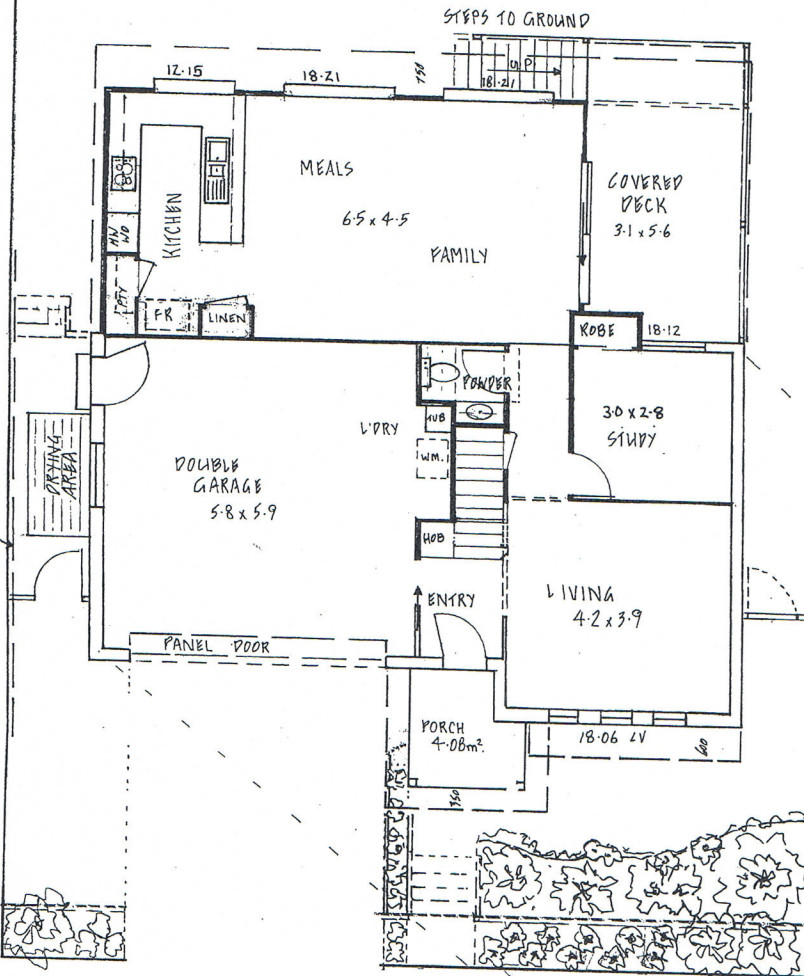 STEPS TO GROUND
12.15
18.21
750
18.21
UP
MEALS
6.5 x 4.5
FAMILY
KITCHEN
COVERED
DECK
3.1 x 5.6
PTY
FR
LINEN
ROBE
18.12
POWDER
3.0 x 2.8
STUDY
TUB
L'DRY
WM.
DRYING
AREA
DOUBLE
GARAGE
5.8 x 5.9
HOB
ENTRY
LIVING
4.2 x 3.9
PANEL DOOR
PORCH
4.08m².
18.06 LV
600
350